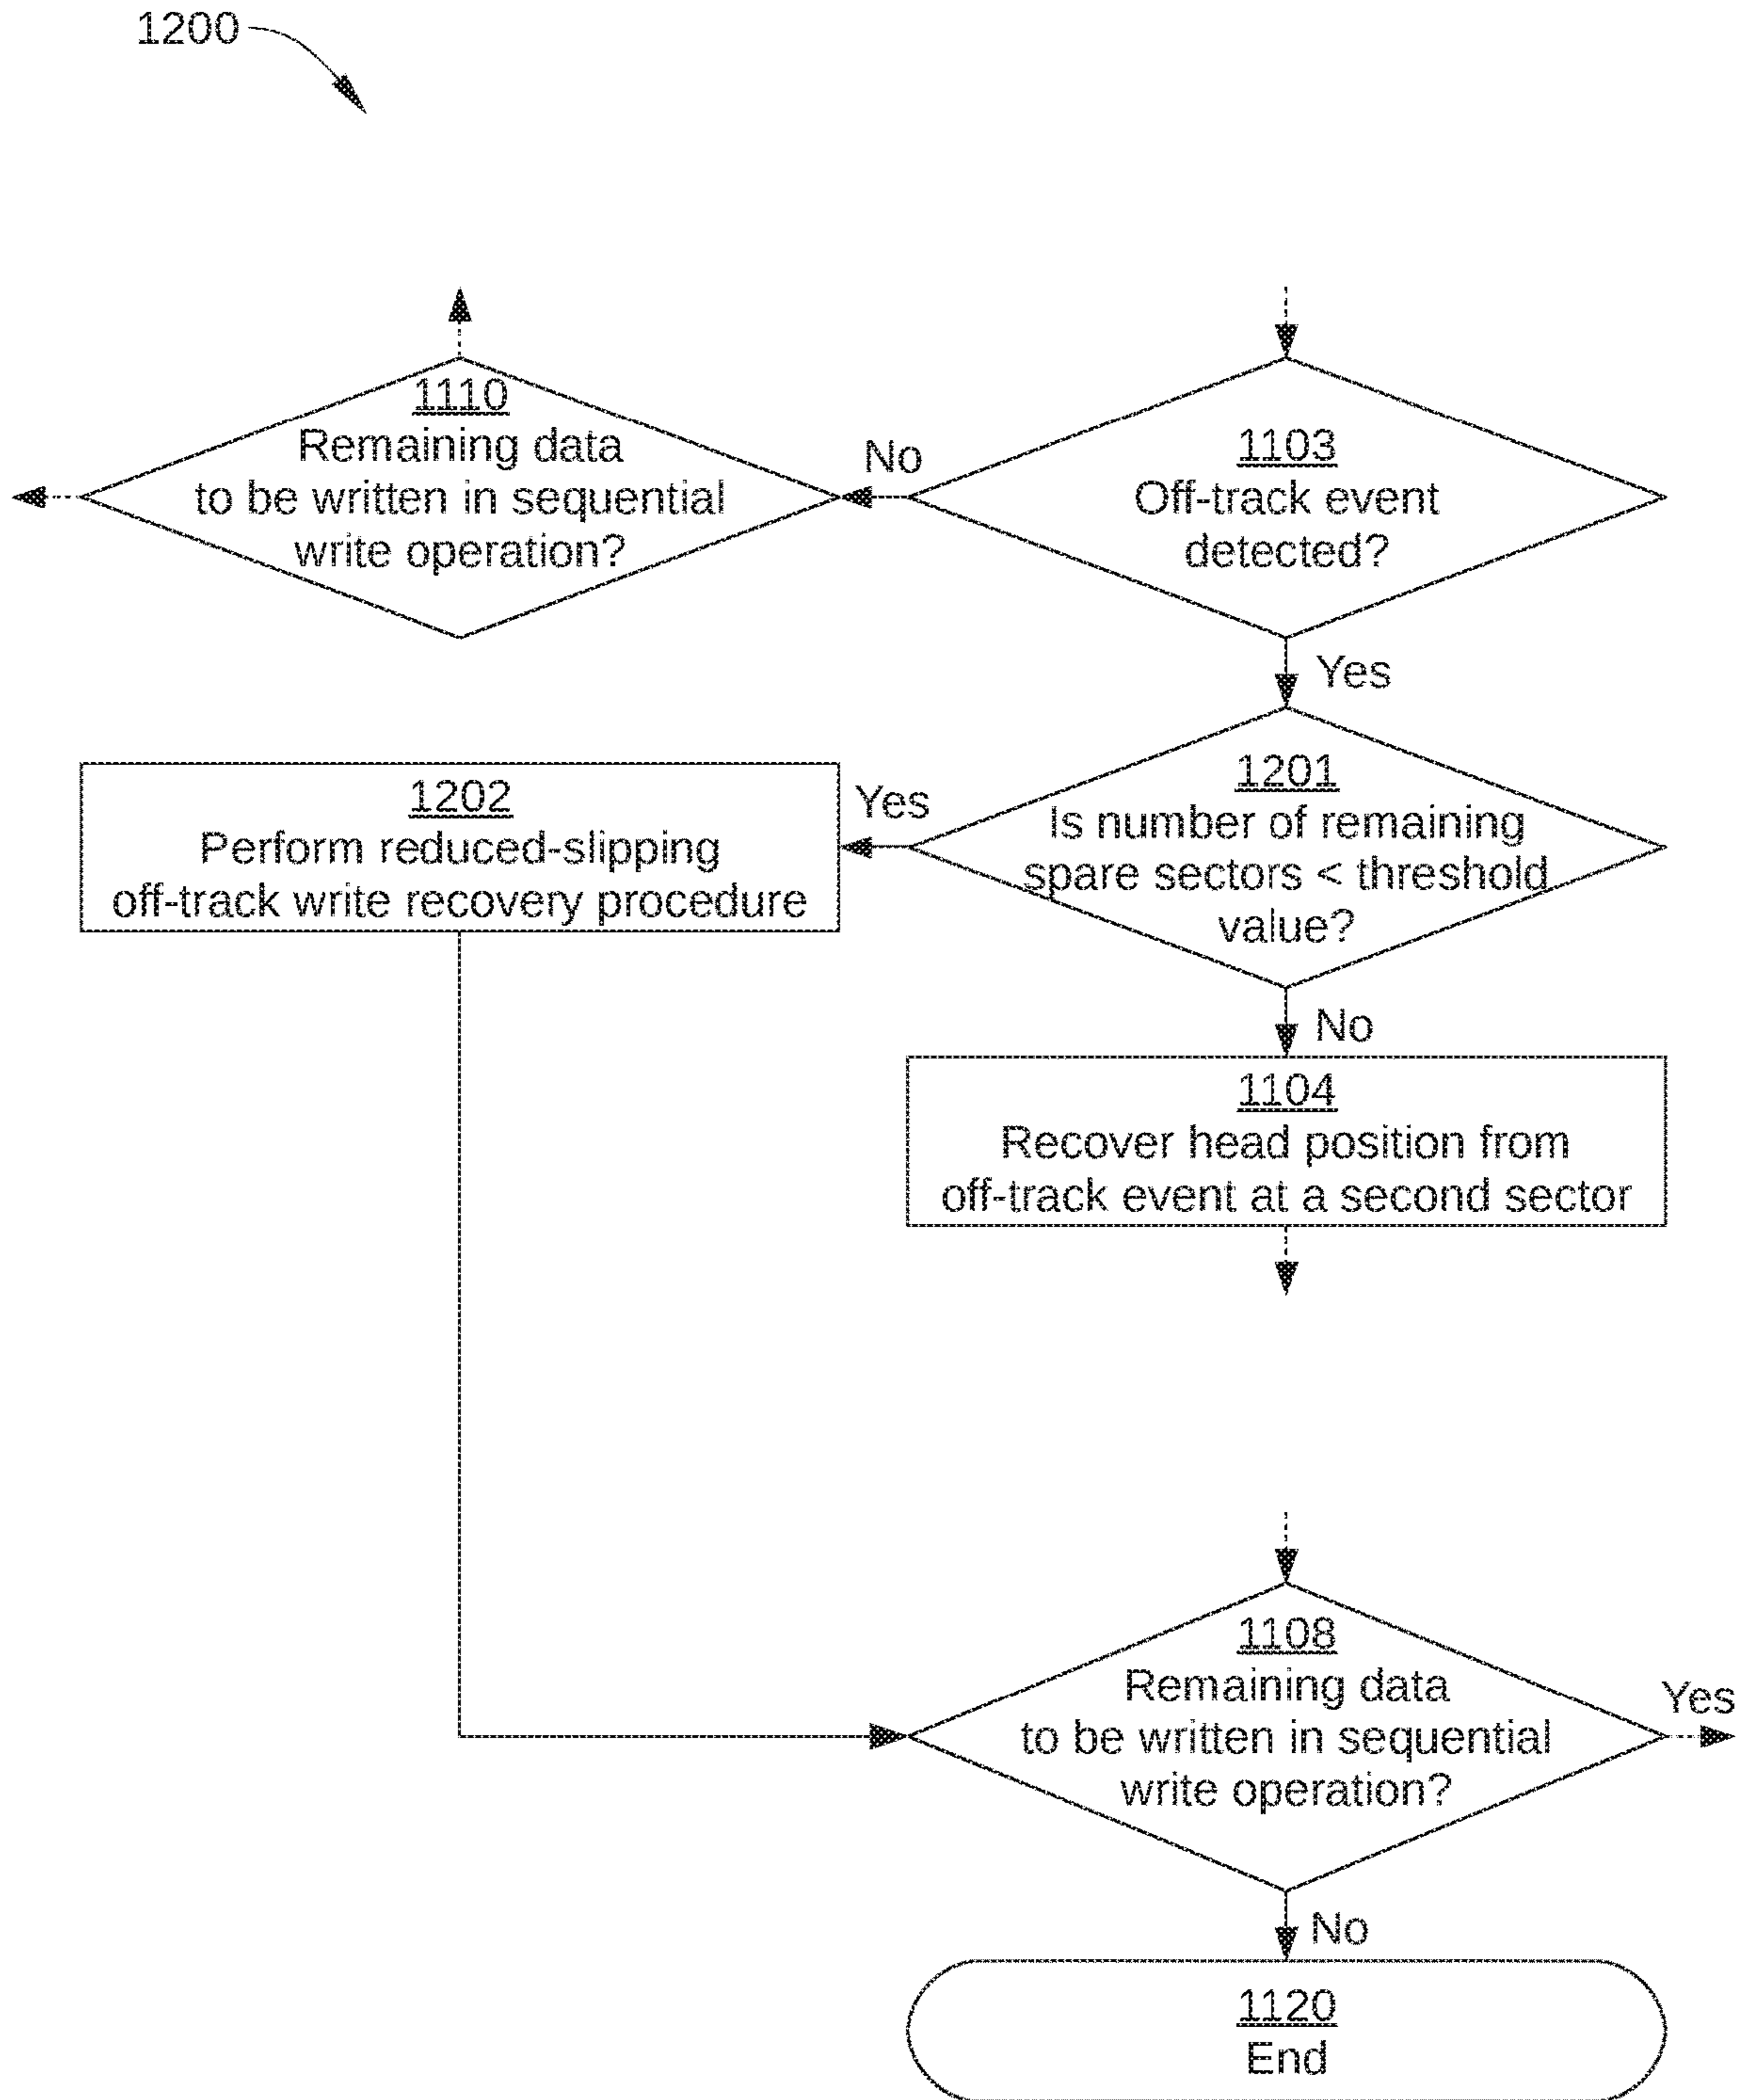 1200
1110
Remaining data
to be written in sequential
write operation?
No
1103
Off-track event
detected?
Yes
1202
Perform reduced-slipping
off-track write recovery procedure
Yes
1201
Is number of remaining
spare sectors < threshold
value?
No
1104
Recover head position from
off-track event at a second sector
1108
Remaining data
to be written in sequential
write operation?
Yes
No
1120
End